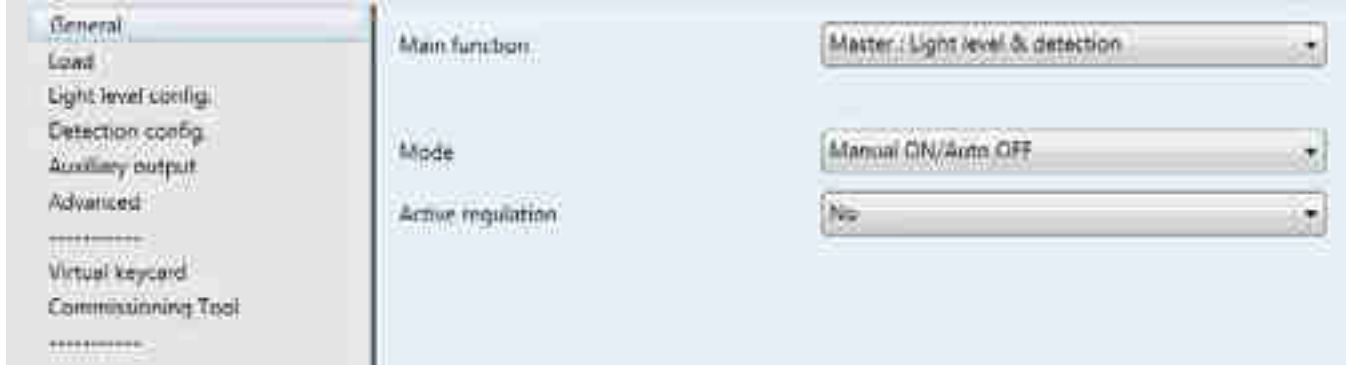 General
Load
Light level config.
Detection config.
Auxiliary output
Advanced
-----------
Virtual keycard
Commissioning Tool
-----------
Main function
Master : Light level & detection
Mode
Manual ON/Auto OFF
Active regulation
No